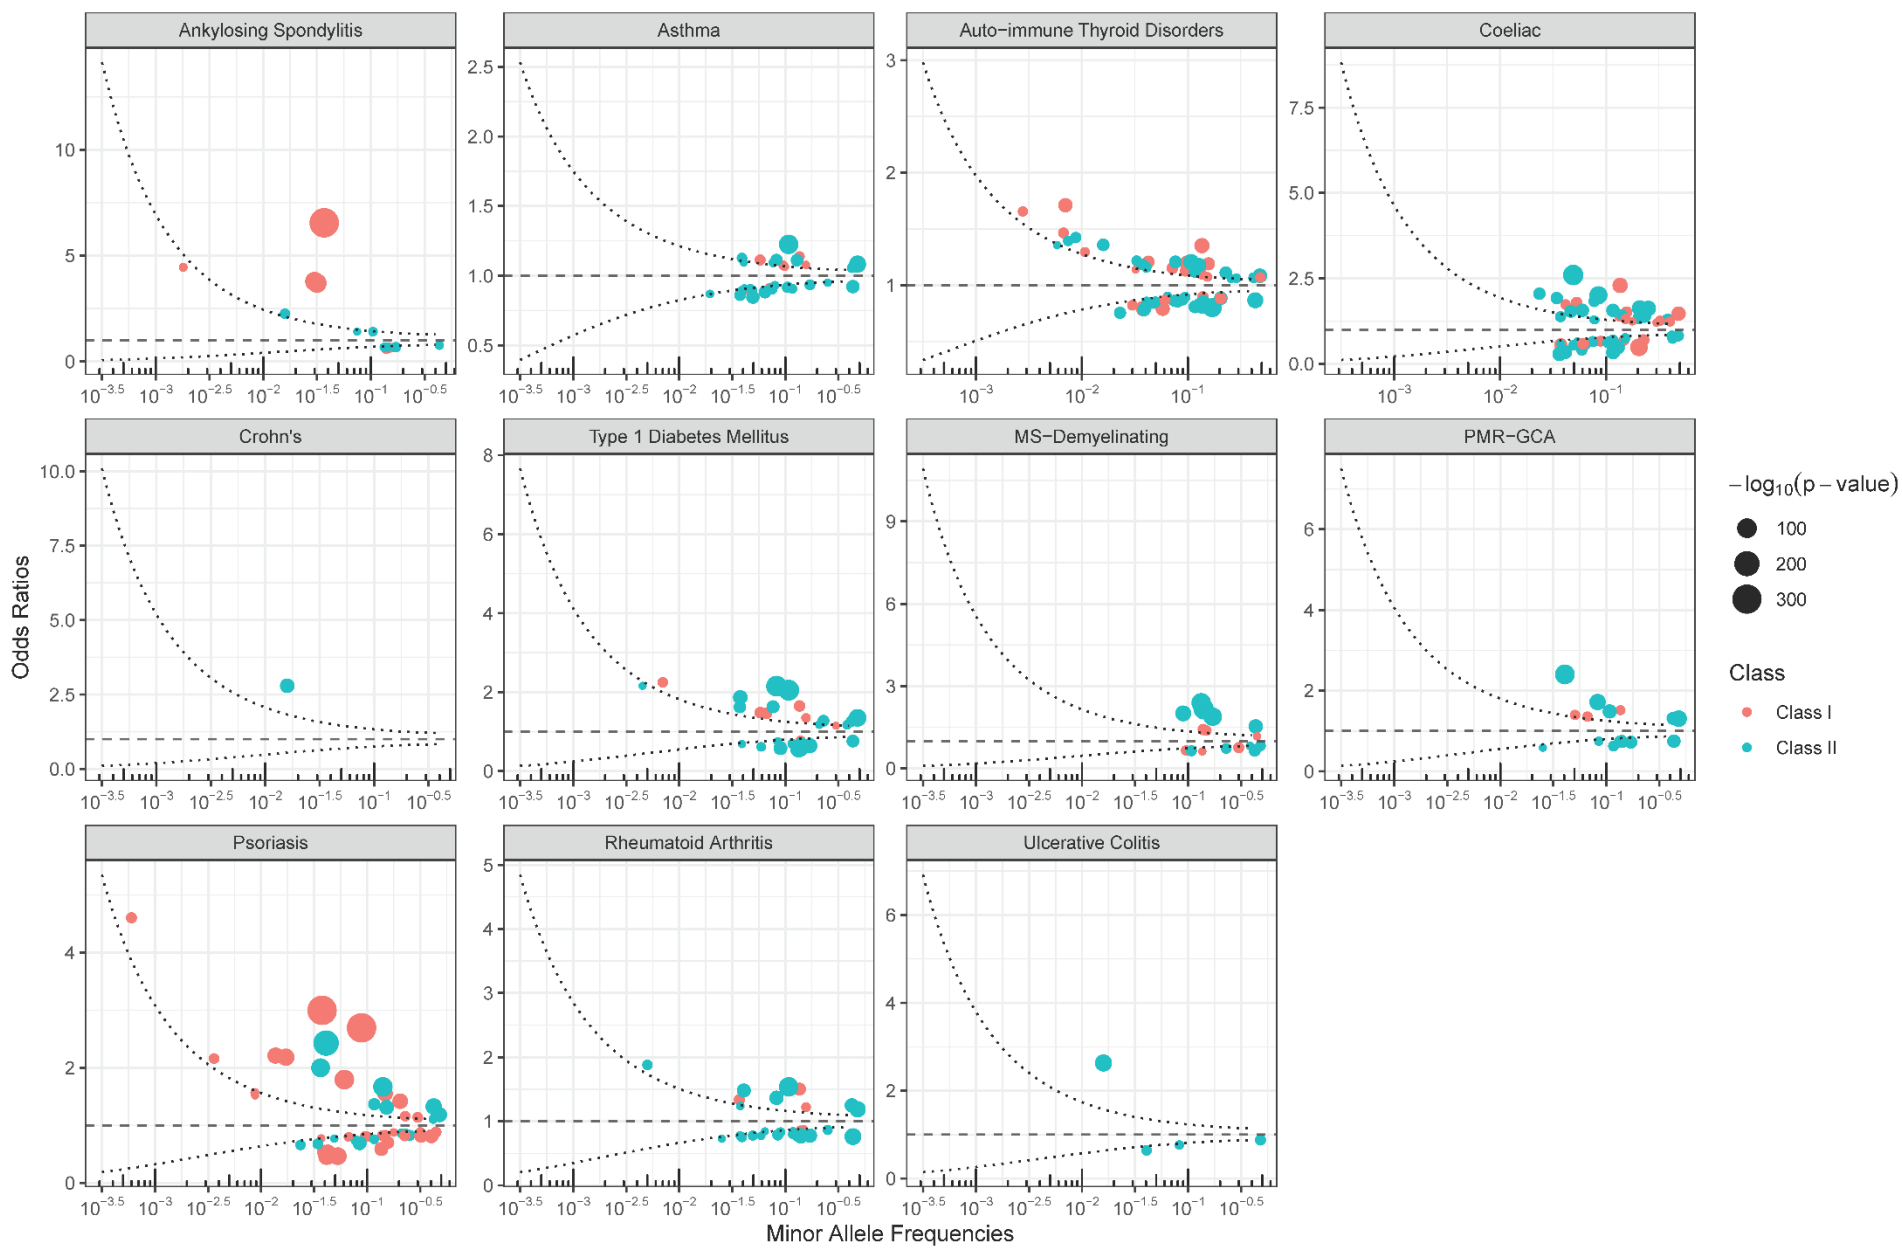 Ankylosing Spondylitis
Asthma
Auto−immune Thyroid Disorders
Coeliac
10
5
0
2.5
2.0
1.5
1.0
0.5
3
2
1
7.5
5.0
2.5
0.0
10^−3.5 10^−3 10^−2.5 10^−2 10^−1.5 10^−1 10^−0.5
10^−3.5 10^−3 10^−2.5 10^−2 10^−1.5 10^−1 10^−0.5
10^−3 10^−2 10^−1
10^−3 10^−2 10^−1
Crohn's
Type 1 Diabetes Mellitus
MS−Demyelinating
PMR−GCA
10.0
7.5
5.0
2.5
0.0
8
6
4
2
0
9
6
3
0
6
4
2
0
10^−3.5 10^−3 10^−2.5 10^−2 10^−1.5 10^−1 10^−0.5
10^−3.5 10^−3 10^−2.5 10^−2 10^−1.5 10^−1 10^−0.5
10^−3.5 10^−3 10^−2.5 10^−2 10^−1.5 10^−1 10^−0.5
10^−3.5 10^−3 10^−2.5 10^−2 10^−1.5 10^−1 10^−0.5
Psoriasis
Rheumatoid Arthritis
Ulcerative Colitis
4
2
0
5
4
3
2
1
0
6
4
2
0
10^−3.5 10^−3 10^−2.5 10^−2 10^−1.5 10^−1 10^−0.5
10^−3.5 10^−3 10^−2.5 10^−2 10^−1.5 10^−1 10^−0.5
10^−3.5 10^−3 10^−2.5 10^−2 10^−1.5 10^−1 10^−0.5
Odds Ratios
Minor Allele Frequencies
−log₁₀(p − value)
100
200
300
Class
Class I
Class II